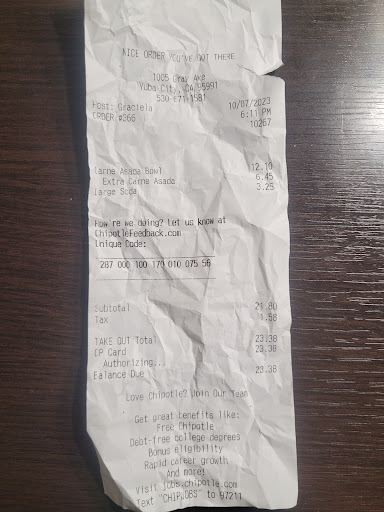 NICE ORDER YOU'VE GOT THERE
1005 Gray Ave
Yuba City, CA 95991
530-671-1581
Host: Graciela 10/07/2023
ORDER #366 6:11 PM
10267
Carne Asada Bowl 12.10
Extra Carne Asada 6.45
Large Soda 3.25
How're we doing? Let us know at
ChipotleFeedback.com
Unique Code:
287 000 100 170 010 075 56
Subtotal 21.80
Tax 1.58
TAKE OUT Total 23.38
CP Card 23.38
Authorizing...
Balance Due 23.38
Love Chipotle? Join Our Team
Get great benefits like:
Free Chipotle
Debt-free college degrees
Bonus eligibility
Rapid career growth
And more!
Visit jobs.chipotle.com
Text "CHIPJOBS" to 97211